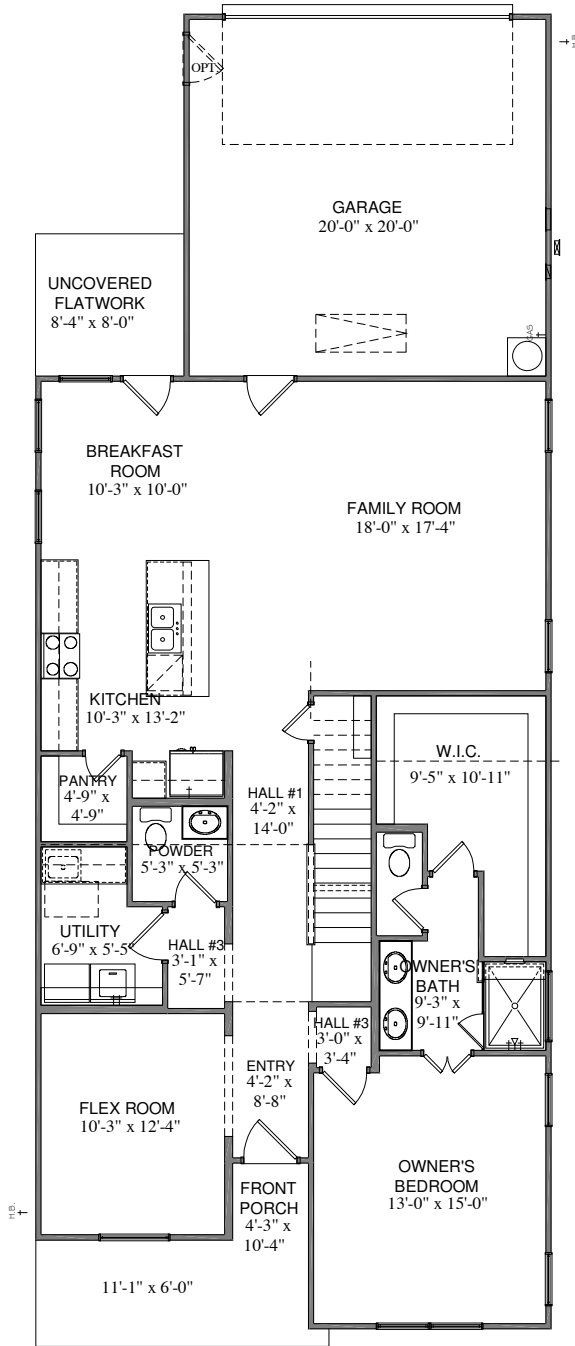 OPT.
H.B.
GARAGE
20'-0" x 20'-0"
UNCOVERED
FLATWORK
8'-4" x 8'-0"
GAS
BREAKFAST
ROOM
10'-3" x 10'-0"
FAMILY ROOM
18'-0" x 17'-4"
KITCHEN
10'-3" x 13'-2"
W.I.C.
9'-5" x 10'-11"
PANTRY
4'-9" x
4'-9"
HALL #1
4'-2" x
14'-0"
POWDER
5'-3" x 5'-3"
UTILITY
6'-9" x 5'-5"
HALL #3
3'-1" x
5'-7"
OWNER'S
BATH
9'-3" x
9'-11"
HALL #3
3'-0" x
3'-4"
ENTRY
4'-2" x
8'-8"
FLEX ROOM
10'-3" x 12'-4"
OWNER'S
BEDROOM
13'-0" x 15'-0"
FRONT
PORCH
4'-3" x
10'-4"
H.B.
11'-1" x 6'-0"